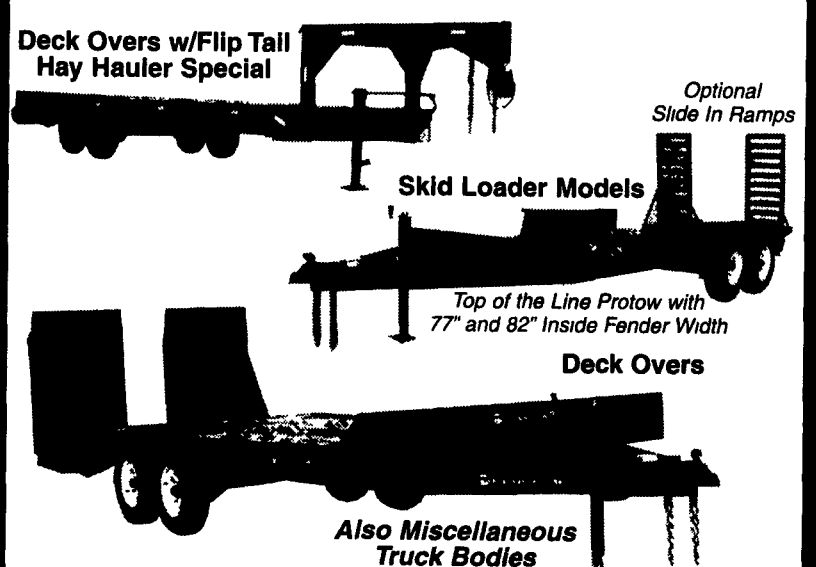 Deck Overs w/Flip Tail
Hay Hauler Special
Optional
Slide In Ramps
Skid Loader Models
Top of the Line Protow with
77" and 82" Inside Fender Width
Deck Overs
Also Miscellaneous
Truck Bodies